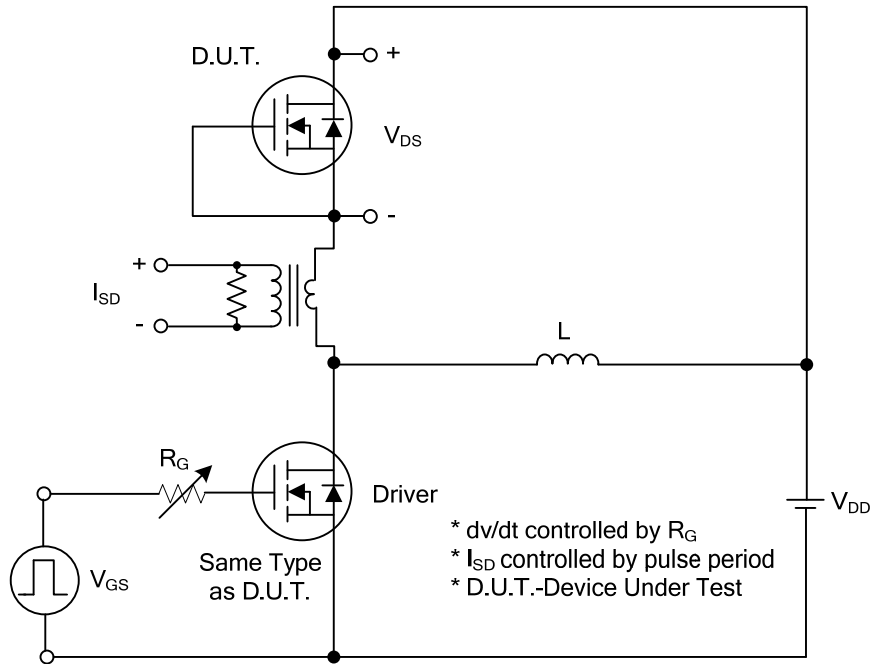 D.U.T.
+
VDS
-
+
ISD
-
L
RG
Driver
VDD
VGS
Same Type
as D.U.T.
* dv/dt controlled by RG
* ISD controlled by pulse period
* D.U.T.-Device Under Test